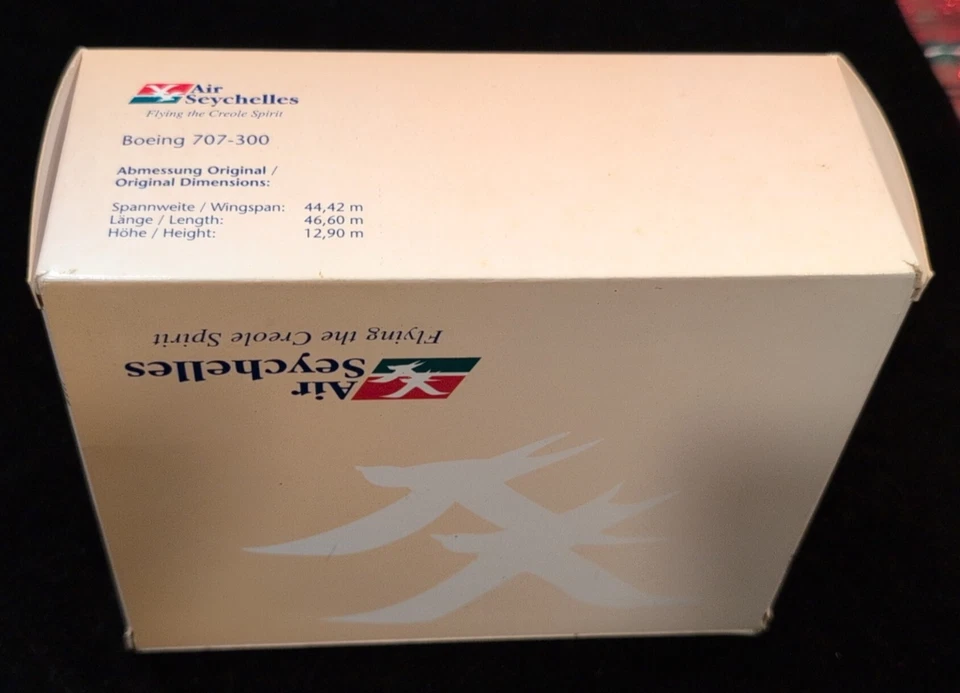 Air
Seychelles
Flying the Creole Spirit
Boeing 707-300
Abmessung Original /
Original Dimensions:
Spannweite / Wingspan: 44,42 m
Länge / Length: 46,60 m
Höhe / Height: 12,90 m
Air
Seychelles
Flying the Creole Spirit